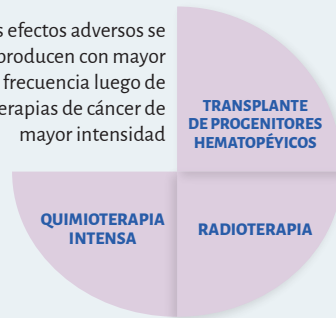 efectos adversos se
producen con mayor
frecuencia luego de
terapias de cáncer de
mayor intensidad
TRANSPLANTE
DE PROGENITORES
HEMATOPÉYICOS
QUIMIOTERAPIA
INTENSA
RADIOTERAPIA